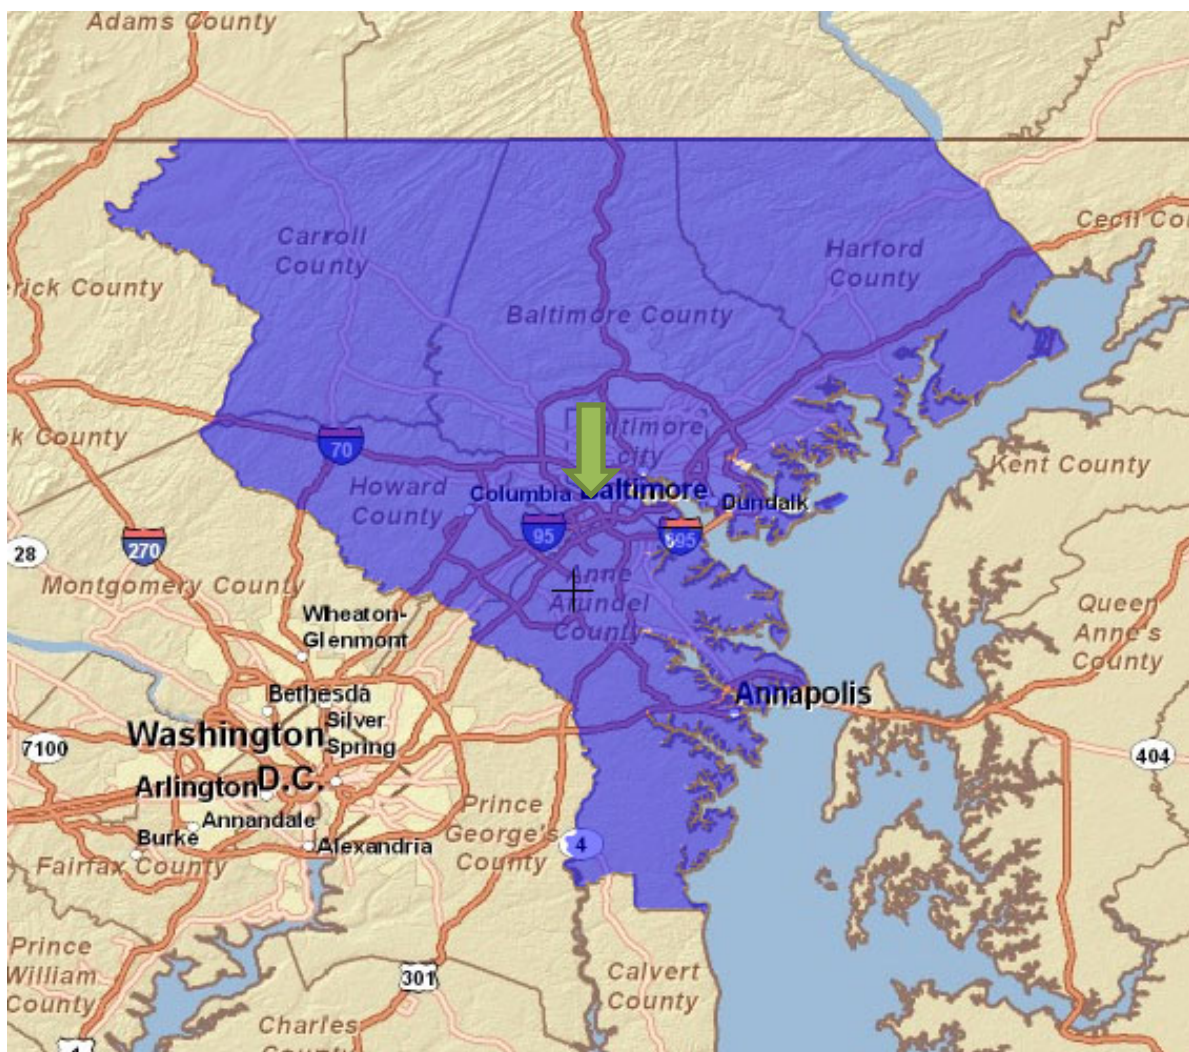 Adams County
Cecil Cou
Carroll
County
Harford
County
erick County
Baltimore County
ltimore
city
k County
70
Kent County
Howard
County
Columbia
Baltimore
Dundalk
95
695
28
270
Montgomery County
Anne
Arundel
County
Queen
Anne's
County
Wheaton-
Glenmont
Bethesda
Silver
Spring
Annapolis
Washington
D.C.
7100
404
Arlington
Annandale
Burke
Alexandria
Prince
George's
County
4
Fairfax County
Prince
William
County
301
Calvert
County
Charles